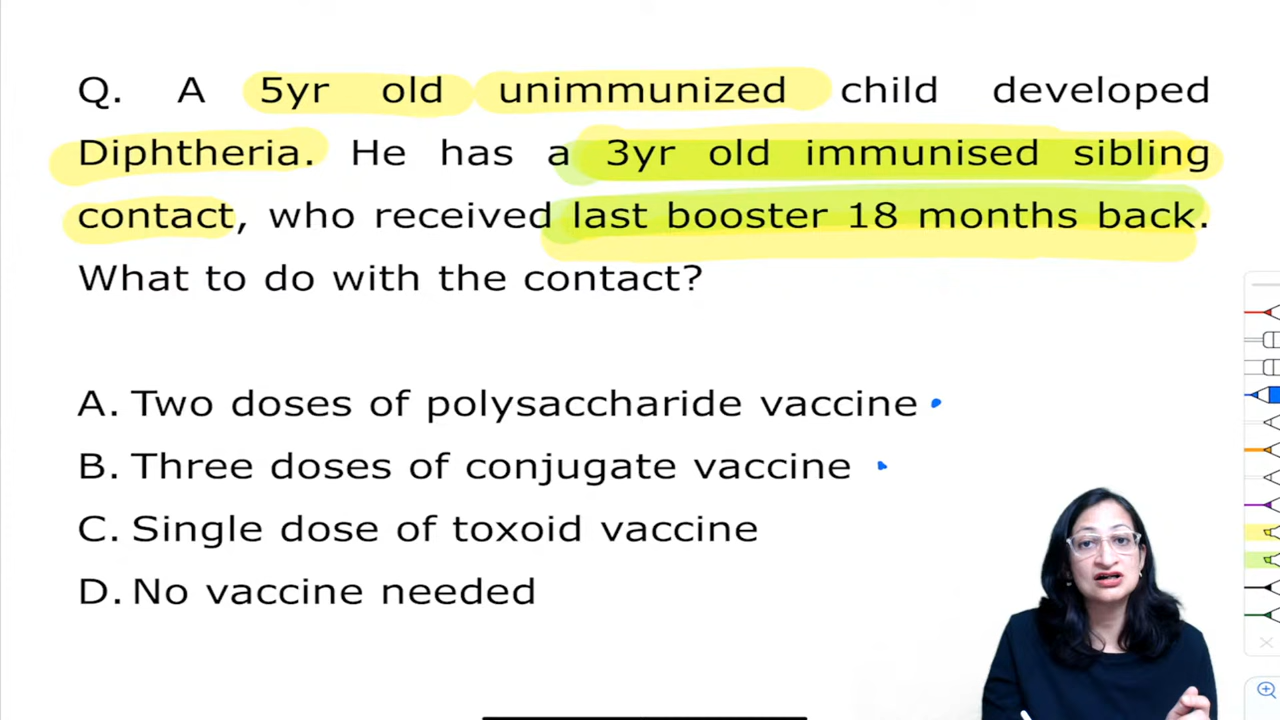 Q. A 5yr old unimmunized child developed
Diphtheria. He has a 3yr old immunised sibling
contact, who received last booster 18 months back.
What to do with the contact?
A. Two doses of polysaccharide vaccine
B. Three doses of conjugate vaccine
C. Single dose of toxoid vaccine
D. No vaccine needed